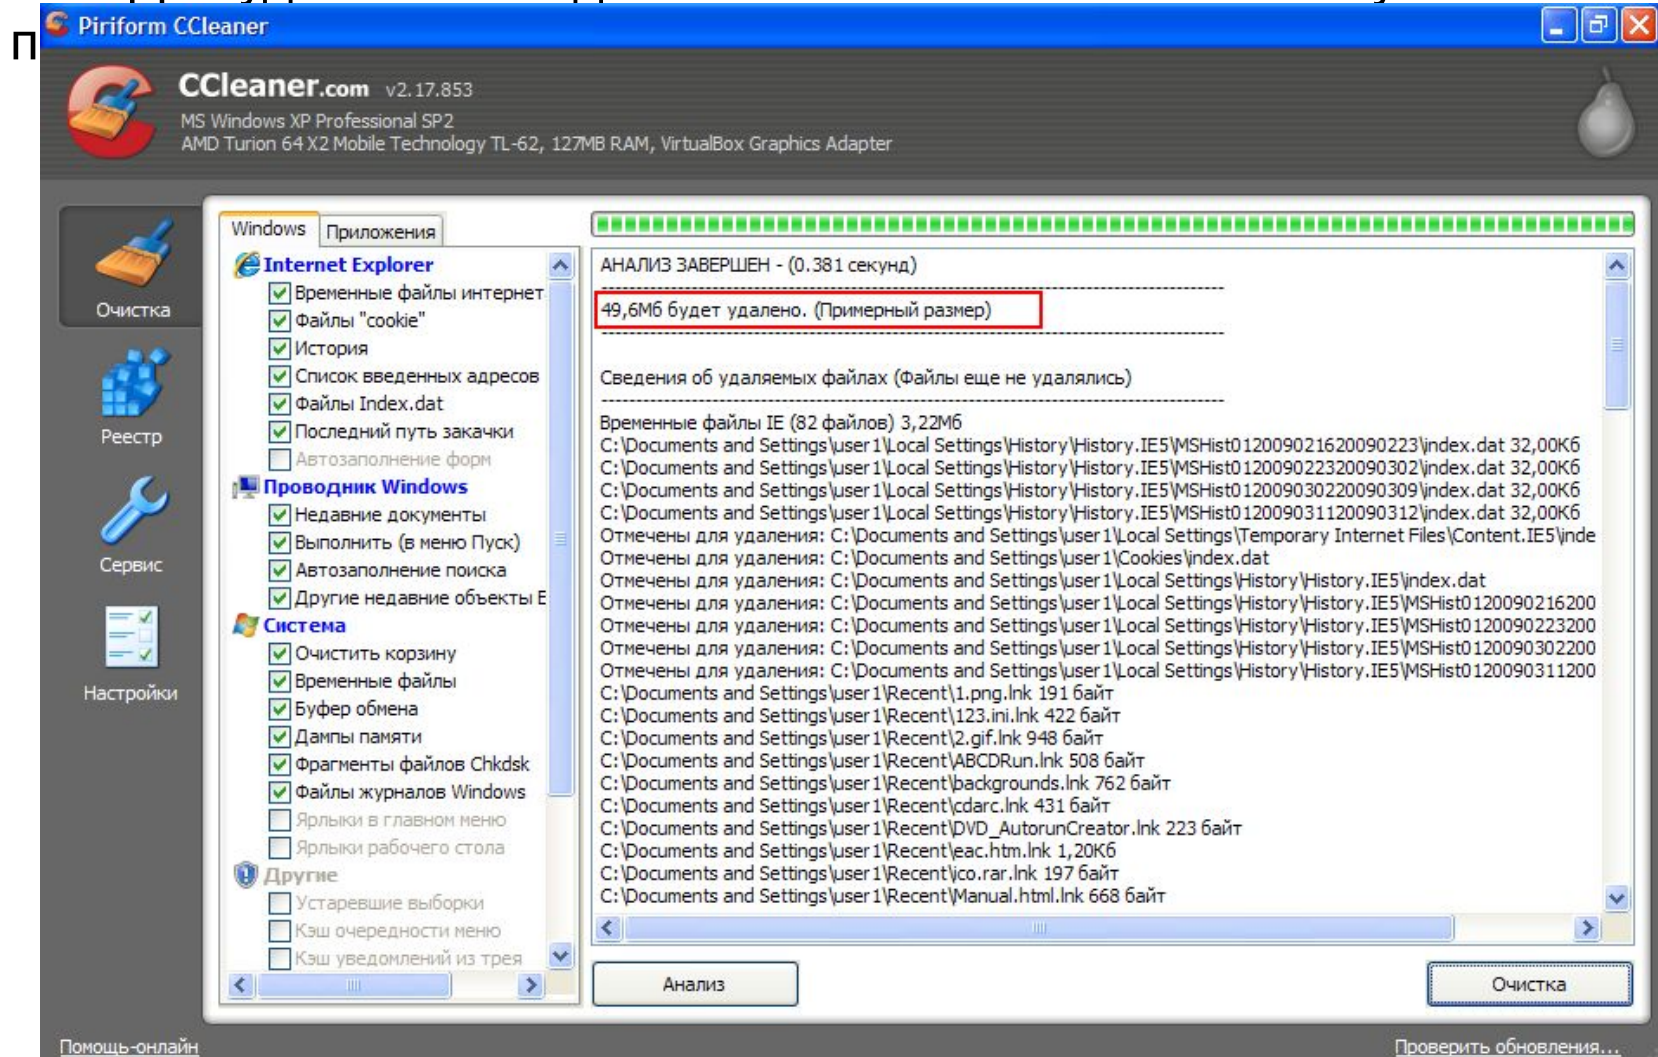 Piriform CCleaner
CCleaner.com v2.17.853
MS Windows XP Professional SP2
AMD Turion 64 X2 Mobile Technology TL-62, 127MB RAM, VirtualBox Graphics Adapter
Очистка
Реестр
Сервис
Настройки
Windows Приложения
Internet Explorer
Временные файлы интернет
Файлы "cookie"
История
Список введенных адресов
Файлы Index.dat
Последний путь закачки
Автозаполнение форм
Проводник Windows
Недавние документы
Выполнить (в меню Пуск)
Автозаполнение поиска
Другие недавние объекты E
Система
Очистить корзину
Временные файлы
Буфер обмена
Дампы памяти
Фрагменты файлов Chkdsk
Файлы журналов Windows
Ярлыки в главном меню
Ярлыки рабочего стола
Другие
Устаревшие выборки
Кэш очередности меню
Кэш уведомлений из трея
АНАЛИЗ ЗАВЕРШЕН - (0.381 секунд)
49,6Мб будет удалено. (Примерный размер)
Сведения об удаляемых файлах (Файлы еще не удалялись)
Временные файлы IE (82 файлов) 3,22Мб
C:\Documents and Settings\user1\Local Settings\History\History.IE5\MSHist012009021620090223\index.dat 32,00Кб
C:\Documents and Settings\user1\Local Settings\History\History.IE5\MSHist012009022320090302\index.dat 32,00Кб
C:\Documents and Settings\user1\Local Settings\History\History.IE5\MSHist012009030220090309\index.dat 32,00Кб
C:\Documents and Settings\user1\Local Settings\History\History.IE5\MSHist012009031120090312\index.dat 32,00Кб
Отмечены для удаления: C:\Documents and Settings\user1\Local Settings\Temporary Internet Files\Content.IE5\inde
Отмечены для удаления: C:\Documents and Settings\user1\Cookies\index.dat
Отмечены для удаления: C:\Documents and Settings\user1\Local Settings\History\History.IE5\index.dat
Отмечены для удаления: C:\Documents and Settings\user1\Local Settings\History\History.IE5\MSHist0120090216200
Отмечены для удаления: C:\Documents and Settings\user1\Local Settings\History\History.IE5\MSHist0120090223200
Отмечены для удаления: C:\Documents and Settings\user1\Local Settings\History\History.IE5\MSHist0120090302200
Отмечены для удаления: C:\Documents and Settings\user1\Local Settings\History\History.IE5\MSHist0120090311200
C:\Documents and Settings\user1\Recent\1.png.lnk 191 байт
C:\Documents and Settings\user1\Recent\123.ini.lnk 422 байт
C:\Documents and Settings\user1\Recent\2.gif.lnk 948 байт
C:\Documents and Settings\user1\Recent\ABCDRun.lnk 508 байт
C:\Documents and Settings\user1\Recent\backgrounds.lnk 762 байт
C:\Documents and Settings\user1\Recent\cdarc.lnk 431 байт
C:\Documents and Settings\user1\Recent\DVD_AutorunCreator.lnk 223 байт
C:\Documents and Settings\user1\Recent\eac.htm.lnk 1,20Кб
C:\Documents and Settings\user1\Recent\ico.rar.lnk 197 байт
C:\Documents and Settings\user1\Recent\Manual.html.lnk 668 байт
Анализ
Очистка
Помощь-онлайн
Проверить обновления...